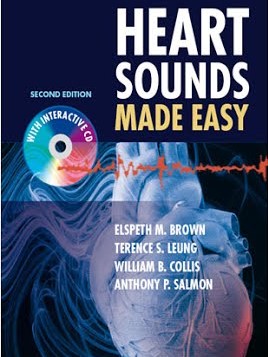 HEART
SOUNDS
SECOND EDITION
MADE EASY
WITH INTERACTIVE CD
ELSPETH M. BROWN
TERENCE S. LEUNG
WILLIAM B. COLLIS
ANTHONY P. SALMON